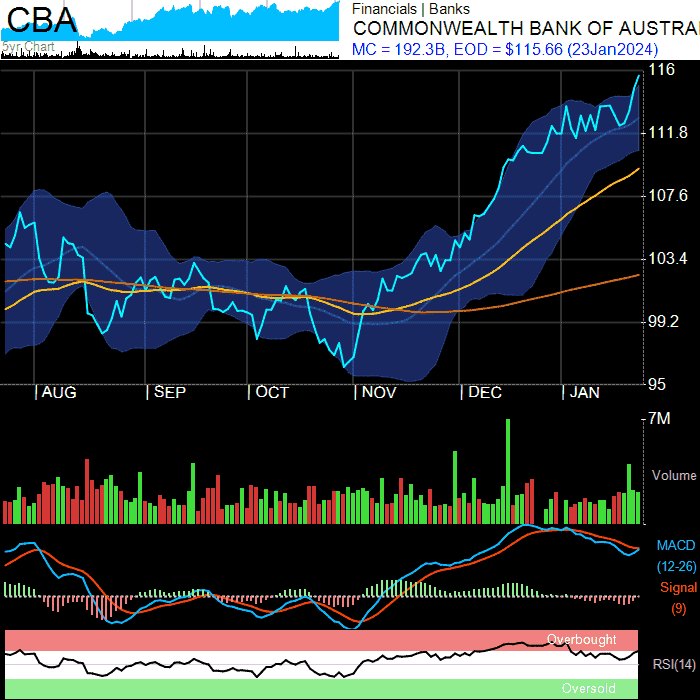 CBA
5yr Chart
Financials | Banks
COMMONWEALTH BANK OF AUSTRA
MC = 192.3B, EOD = $115.66 (23Jan2024)
116
111.8
107.6
103.4
99.2
95
| AUG | SEP | OCT | NOV | DEC | JAN
7M
Volume
MACD
(12-26)
Signal
(9)
Overbought
RSI(14)
Oversold